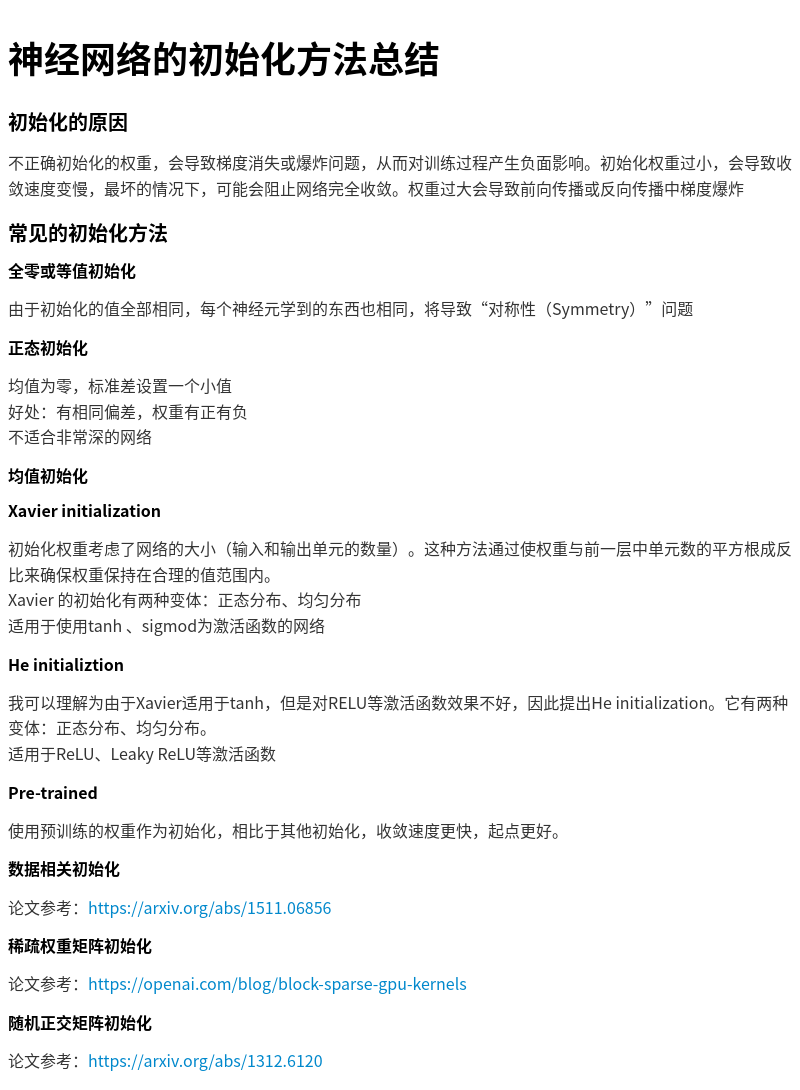 神经网络的初始化方法总结
初始化的原因
不正确初始化的权重，会导致梯度消失或爆炸问题，从而对训练过程产生负面影响。初始化权重过小，会导致收
敛速度变慢，最坏的情况下，可能会阻止网络完全收敛。权重过大会导致前向传播或反向传播中梯度爆炸
常见的初始化方法
全零或等值初始化
由于初始化的值全部相同，每个神经元学到的东西也相同，将导致“对称性（Symmetry）”问题
正态初始化
均值为零，标准差设置一个小值
好处：有相同偏差，权重有正有负
不适合非常深的网络
均值初始化
Xavier initialization
初始化权重考虑了网络的大小（输入和输出单元的数量）。这种方法通过使权重与前一层中单元数的平方根成反
比来确保权重保持在合理的值范围内。
Xavier 的初始化有两种变体：正态分布、均匀分布
适用于使用tanh 、sigmod为激活函数的网络
He initializtion
我可以理解为由于Xavier适用于tanh，但是对RELU等激活函数效果不好，因此提出He initialization。它有两种
变体：正态分布、均匀分布。
适用于ReLU、Leaky ReLU等激活函数
Pre-trained
使用预训练的权重作为初始化，相比于其他初始化，收敛速度更快，起点更好。
数据相关初始化
论文参考：https://arxiv.org/abs/1511.06856
稀疏权重矩阵初始化
论文参考：https://openai.com/blog/block-sparse-gpu-kernels
随机正交矩阵初始化
论文参考：https://arxiv.org/abs/1312.6120